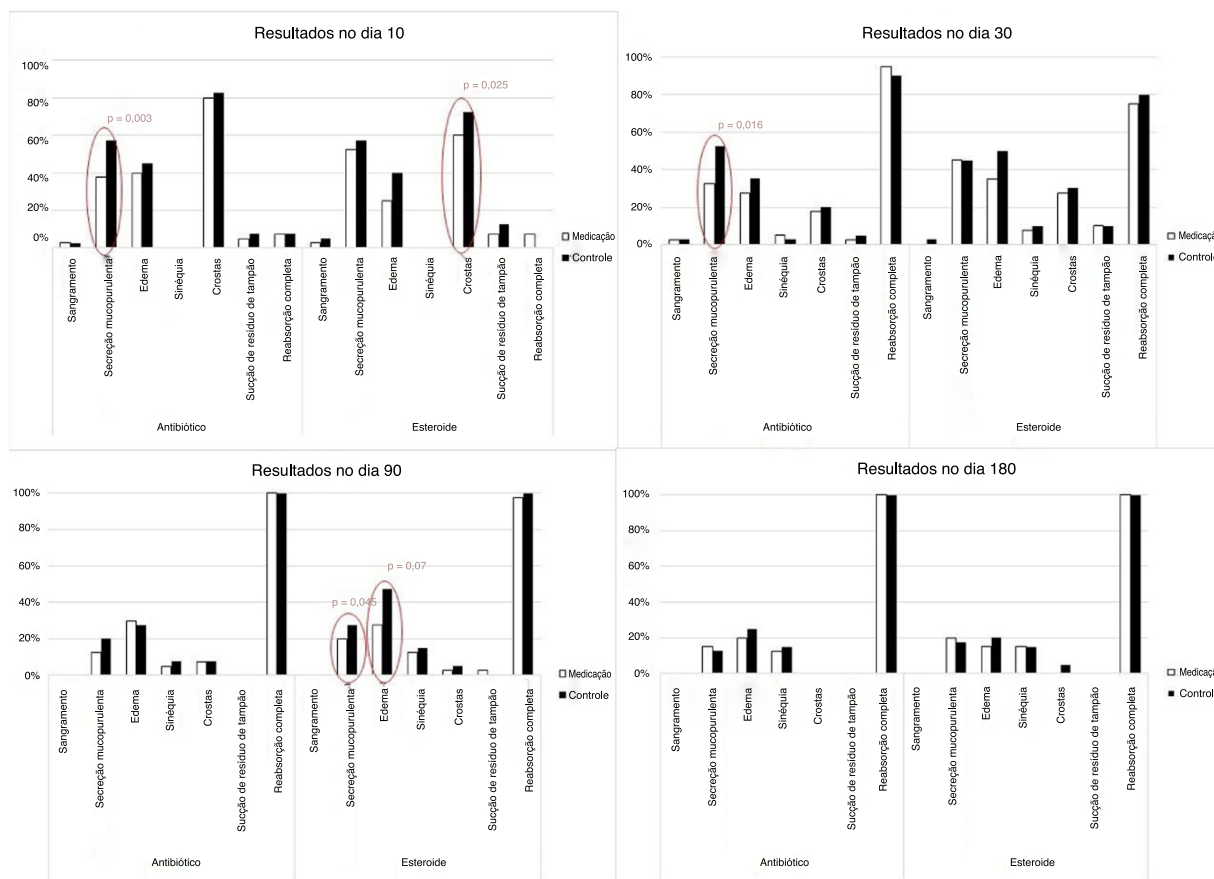 Resultados no dia 10
100%
80%
60%
40%
20%
0%
p = 0,003
p = 0,025
Medicação
Controle
Sangramento
Secreção mucopurulenta
Edema
Sinéquia
Crostas
Sucção de resíduo de tampão
Reabsorção completa
Sangramento
Secreção mucopurulenta
Edema
Sinéquia
Crostas
Sucção de resíduo de tampão
Reabsorção completa
Antibiótico
Esteroide
Resultados no dia 30
100%
80%
60%
40%
20%
0%
p = 0,016
Medicaçã
Controle
Sangramento
Secreção mucopurulenta
Edema
Sinéquia
Crostas
Sucção de resíduo de tampão
Reabsorção completa
Sangramento
Secreção mucopurulenta
Edema
Sinéquia
Crostas
Sucção de resíduo de tampão
Reabsorção completa
Antibiótico
Esteroide
Resultados no dia 90
100%
80%
60%
40%
20%
0%
p = 0,045
p = 0,07
Medicação
Controle
Sangramento
Secreção mucopurulenta
Edema
Sinéquia
Crostas
Sucção de resíduo de tampão
Reabsorção completa
Sangramento
Secreção mucopurulenta
Edema
Sinéquia
Crostas
Sucção de resíduo de tampão
Reabsorção completa
Antibiótico
Esteroide
Resultados no dia 180
100%
80%
60%
40%
20%
0%
Medicaçã
Controle
Sangramento
Secreção mucopurulenta
Edema
Sinéquia
Crostas
Sucção de resíduo de tampão
Reabsorção completa
Sangramento
Secreção mucopurulenta
Edema
Sinéquia
Crostas
Sucção de resíduo de tampão
Reabsorção completa
Antibiótico
Esteroide